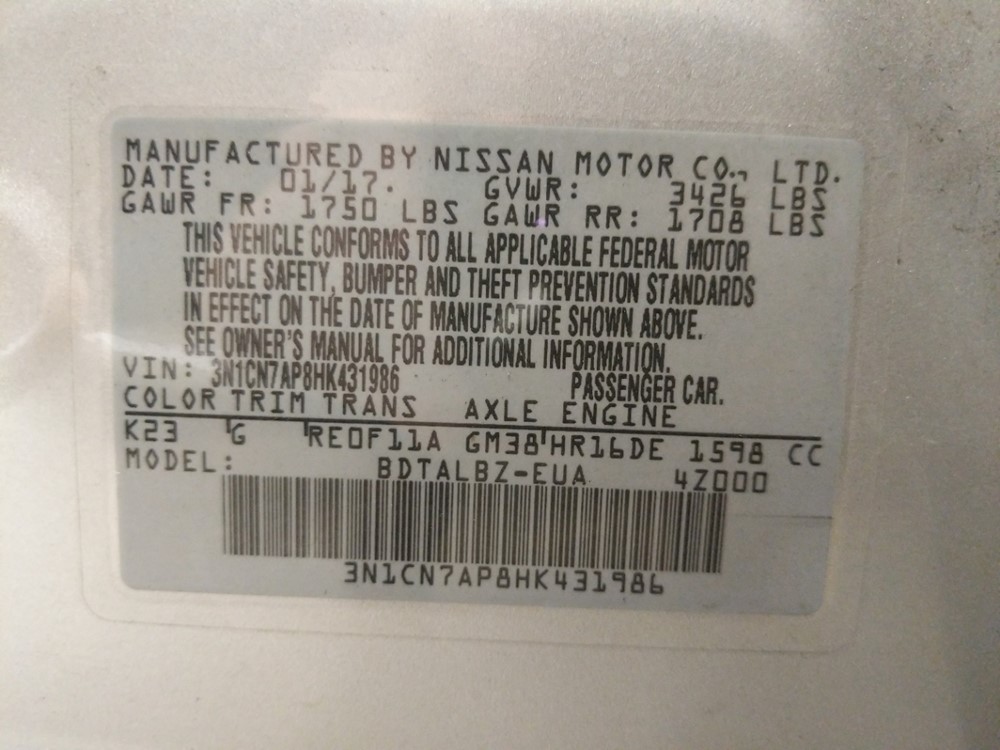 MANUFACTURED BY NISSAN MOTOR CO., LTD.
DATE: 01/17. GVWR: 3426 LBS
GAWR FR: 1750 LBS GAWR RR: 1708 LBS
THIS VEHICLE CONFORMS TO ALL APPLICABLE FEDERAL MOTOR
VEHICLE SAFETY, BUMPER AND THEFT PREVENTION STANDARDS
IN EFFECT ON THE DATE OF MANUFACTURE SHOWN ABOVE.
SEE OWNER'S MANUAL FOR ADDITIONAL INFORMATION.
VIN: 3N1CN7AP8HK431986 PASSENGER CAR.
COLOR TRIM TRANS AXLE ENGINE
K23 G RE0F11A GM38 HR16DE 1598 CC
MODEL: BDTALBZ-EUA 4Z000
3N1CN7AP8HK431986